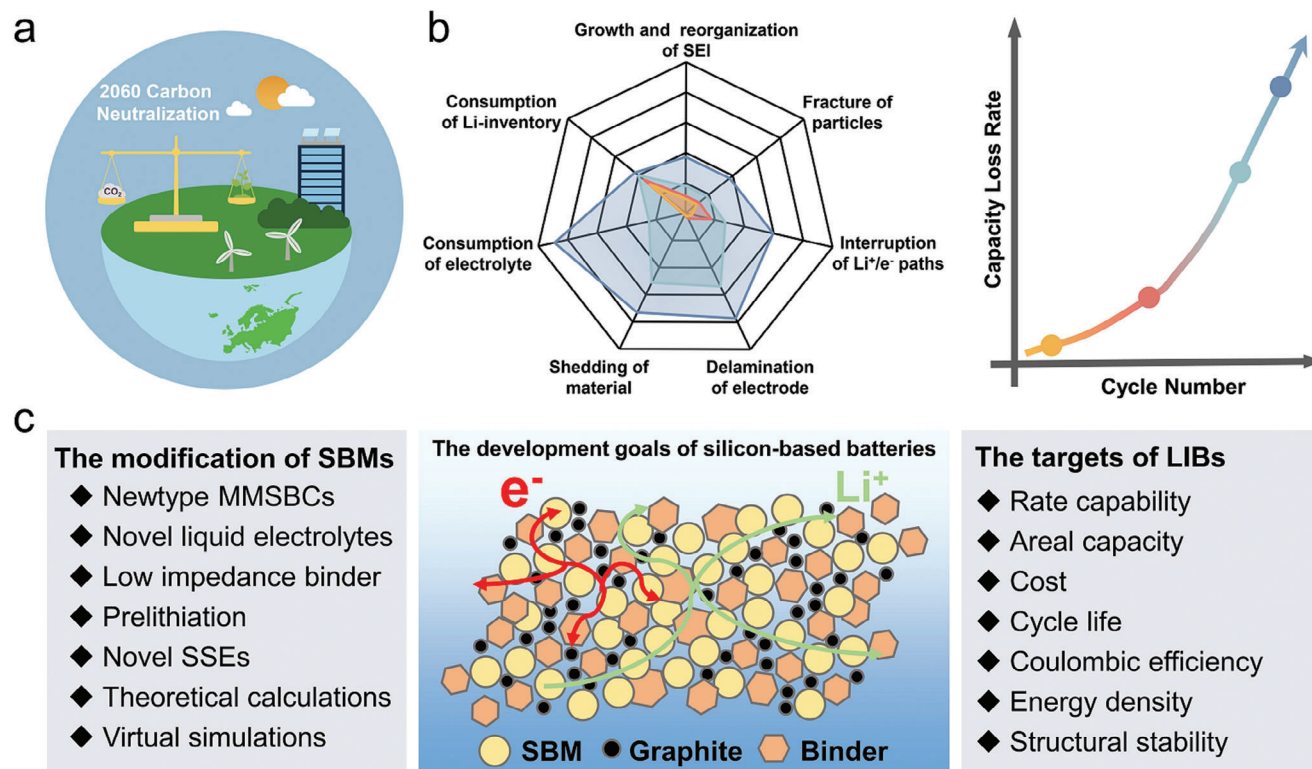 a
2060 Carbon
Neutralization
CO₂
b
Growth and reorganization
of SEI
Consumption
of Li-inventory
Fracture of
particles
Consumption
of electrolyte
Interruption
of Li⁺/e⁻ paths
Shedding of
material
Delamination
of electrode
Capacity Loss Rate
Cycle Number
c
The modification of SBMs
◆ Newtype MMSBCs
◆ Novel liquid electrolytes
◆ Low impedance binder
◆ Prelithiation
◆ Novel SSEs
◆ Theoretical calculations
◆ Virtual simulations
The development goals of silicon-based batteries
e⁻
Li⁺
SBM
Graphite
Binder
The targets of LIBs
◆ Rate capability
◆ Areal capacity
◆ Cost
◆ Cycle life
◆ Coulombic efficiency
◆ Energy density
◆ Structural stability